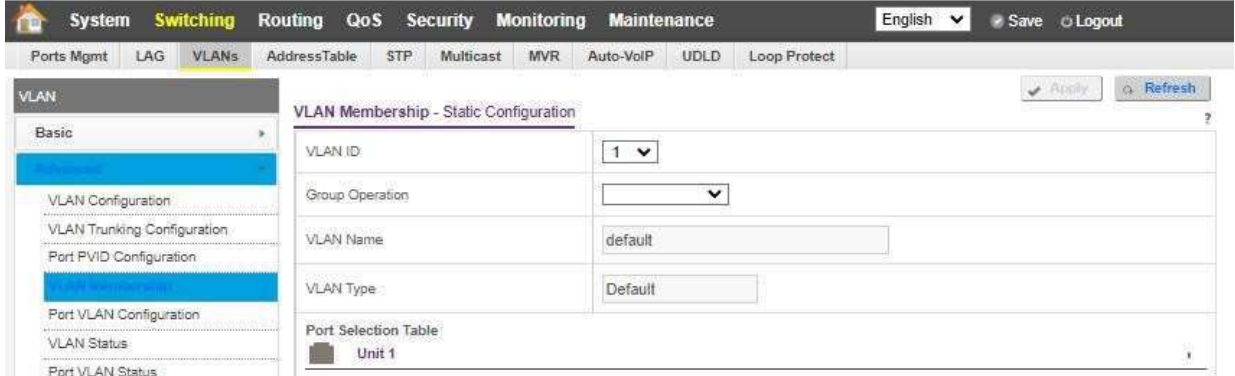 System Switching Routing QoS Security Monitoring Maintenance English Save Logout
Ports Mgmt LAG VLANs AddressTable STP Multicast MVR Auto-VoIP UDLD Loop Protect
Apply Refresh
VLAN
VLAN Membership - Static Configuration ?
Basic
VLAN ID 1
Advanced
Group Operation
VLAN Configuration
VLAN Trunking Configuration
VLAN Name default
Port PVID Configuration
VLAN Membership
VLAN Type Default
Port VLAN Configuration
Port Selection Table
VLAN Status
Unit 1
Port VLAN Status